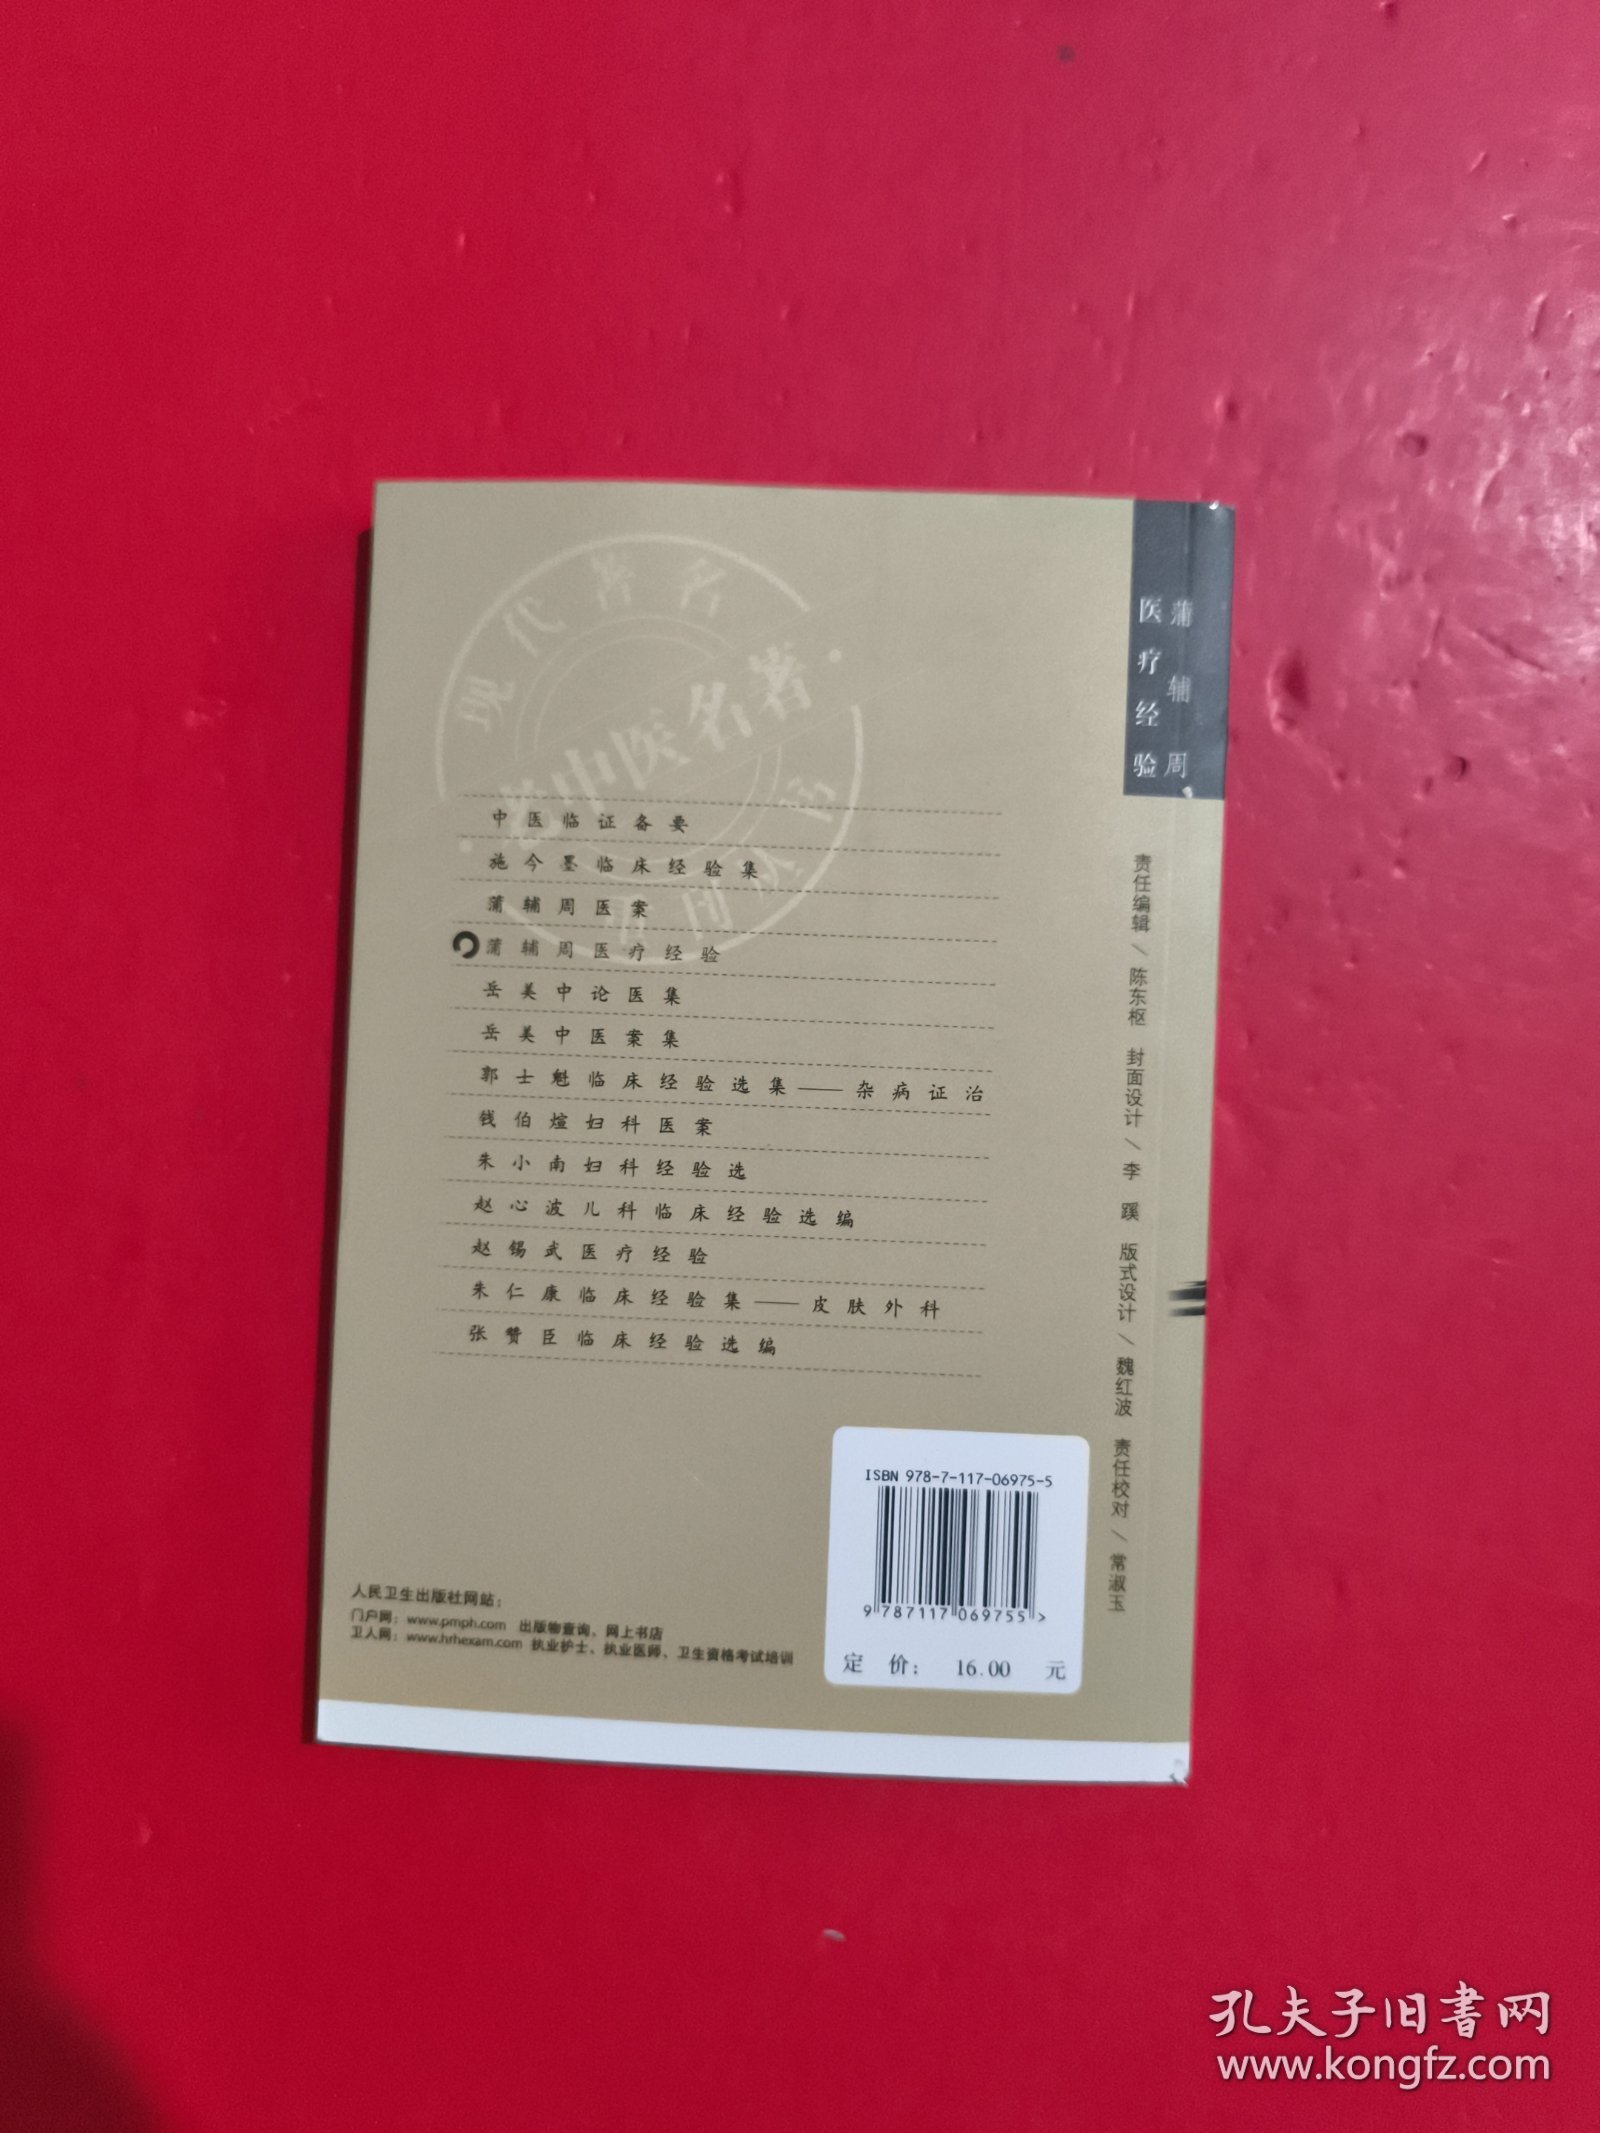 现代著名
老中医名著
重刊丛书
中医临证备要
施今墨临床经验集
蒲辅周医案
蒲辅周医疗经验
岳美中论医集
岳美中医案集
郭士魁临床经验选集——杂病证治
钱伯煊妇科医案
朱小南妇科经验选
赵心波儿科临床经验选编
赵锡武医疗经验
朱仁康临床经验集——皮肤外科
张赞臣临床经验选编
蒲辅周
医疗经验
责任编辑/陈东枢 封面设计/李 蹊 版式设计/魏红波 责任校对/常淑玉
ISBN 978-7-117-06975-5
9 787117 069755 >
定 价: 16.00 元
人民卫生出版社网站:
门户网: www.pmph.com 出版物查询、网上书店
卫人网: www.hrhexam.com 执业护士、执业医师、卫生资格考试培训
孔夫子旧书网
www.kongfz.com